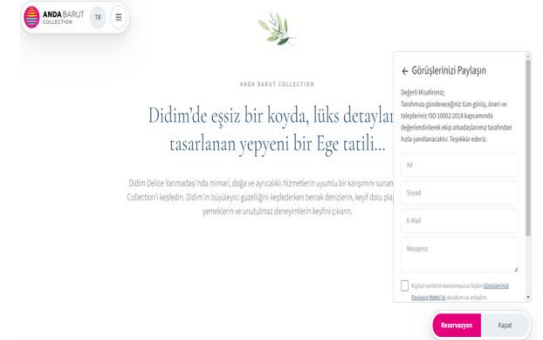 ANDA BARUT
COLLECTION
TR
ANDA BARUT COLLECTION
Didim'de eşsiz bir koyda, lüks detaylar
tasarlanan yepyeni bir Ege tatili...
Didim Delice Yarımadası'nda mimari, doğa ve ayrıcalıklı hizmetlerin uyumlu bir karışımını sunan
Collection'ı keşfedin. Didim'in büyüleyici güzelliğini keşfederken berrak denizlerin, keyif dolu plaj
yemeklerin ve unutulmaz deneyimlerin keyfini çıkarın.
← Görüşlerinizi Paylaşın
Değerli Misafirimiz;
Tarafımıza göndereceğiniz tüm görüş, öneri ve
talepleriniz ISO 10002:2018 kapsamında
değerlendirilerek ekip arkadaşlarımız tarafından
hızla yanıtlanacaktır. Teşekkür ederiz.
Ad
Soyad
E-Mail
Mesajınız
Kişisel verilerin korunmasına ilişkin Görüşlerinizi
Paylaşın Metni'ni okudum ve anladım.
Rezervasyon
Kapat